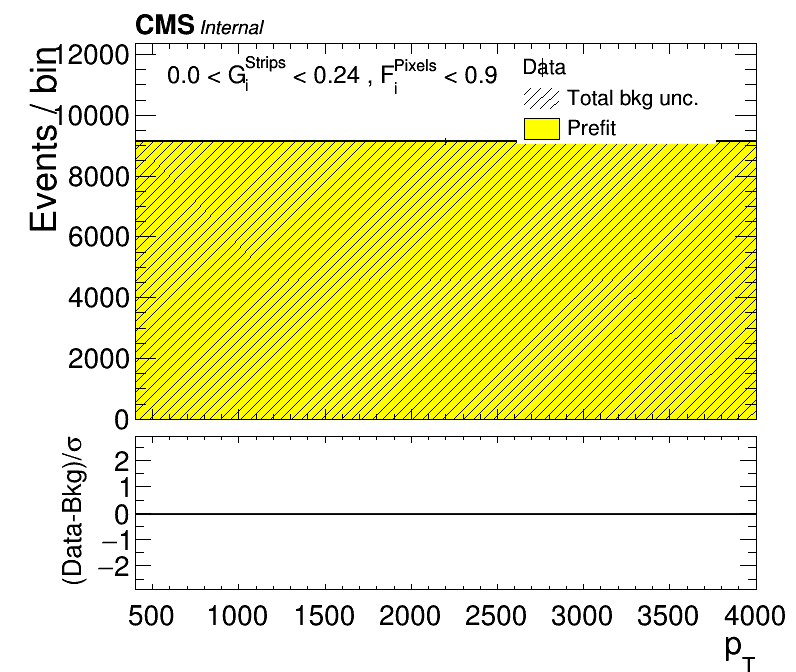 CMS Internal
0.0 < G_i^Strips < 0.24 , F_i^Pixels < 0.9
Data
Total bkg unc.
Prefit
Events / bin
12000
10000
8000
6000
4000
2000
0
(Data-Bkg)/σ
2
1
0
−1
−2
500 1000 1500 2000 2500 3000 3500 4000
p_T